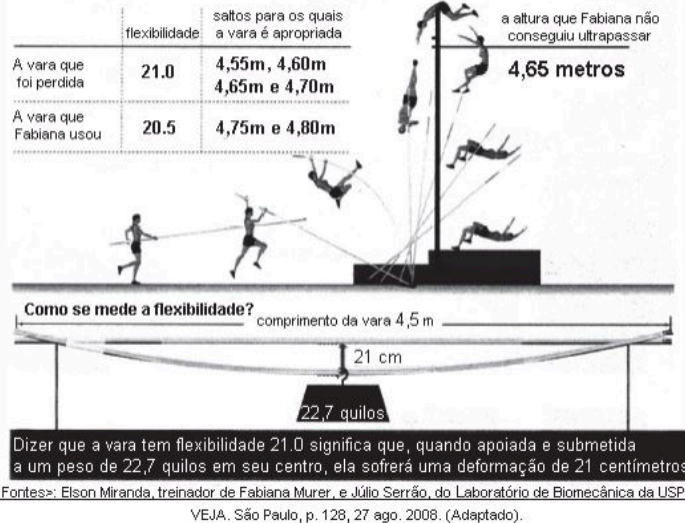 flexibilidade
saltos para os quais
a vara é apropriada
A vara que
foi perdida
21.0
4,55m, 4,60m
4,65m e 4,70m
A vara que
Fabiana usou
20.5
4,75m e 4,80m
a altura que Fabiana não
conseguiu ultrapassar
4,65 metros
Como se mede a flexibilidade?
comprimento da vara 4,5 m
21 cm
22,7 quilos
Dizer que a vara tem flexibilidade 21.0 significa que, quando apoiada e submetida
a um peso de 22,7 quilos em seu centro, ela sofrerá uma deformação de 21 centímetros
Fontes>: Elson Miranda, treinador de Fabiana Murer, e Júlio Serrão, do Laboratório de Biomecânica da USP
VEJA. São Paulo, p. 128, 27 ago. 2008. (Adaptado).